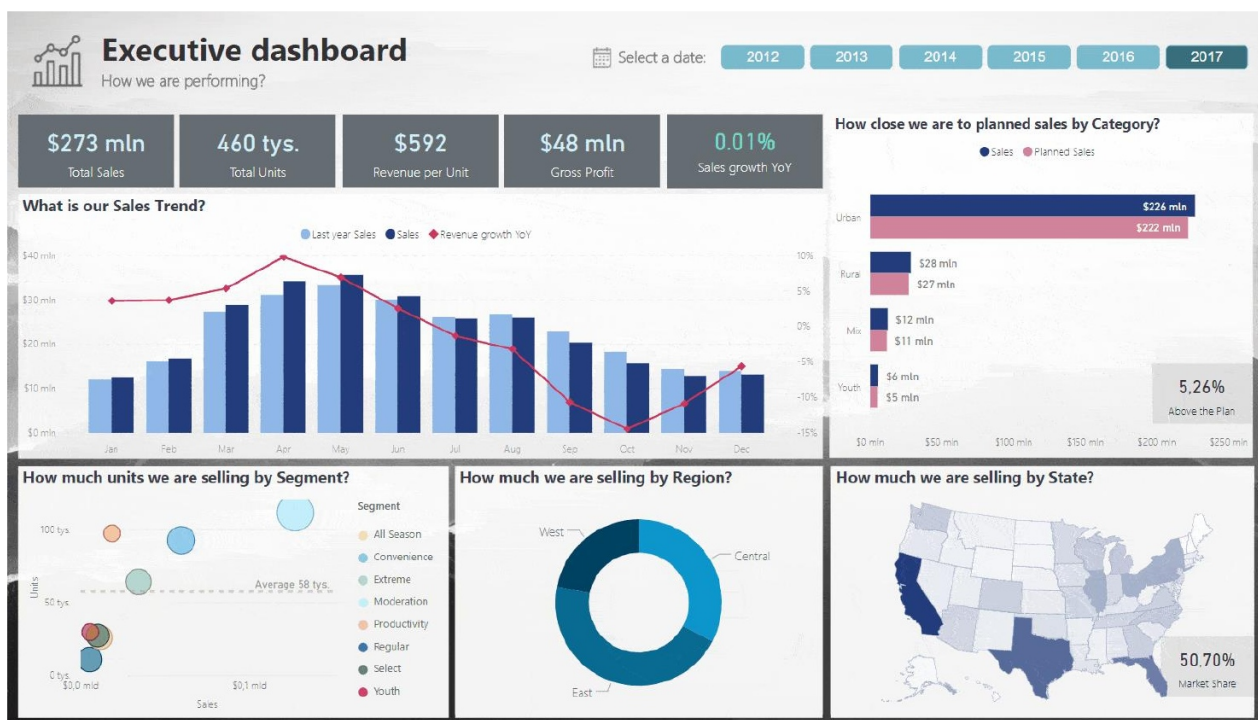 Executive dashboard
How we are performing?
Select a date:
2012
2013
2014
2015
2016
2017
$273 mln
Total Sales
460 tys.
Total Units
$592
Revenue per Unit
$48 mln
Gross Profit
0.01%
Sales growth YoY
What is our Sales Trend?
Last year Sales
Sales
Revenue growth YoY
$40 mln
$30 mln
$20 mln
$10 mln
$0 mln
10%
5%
0%
-5%
-10%
-15%
Jan
Feb
Mar
Apr
May
Jun
Jul
Aug
Sep
Oct
Nov
Dec
How close we are to planned sales by Category?
Sales
Planned Sales
Urban
$226 mln
$222 mln
Rural
$28 mln
$27 mln
Mix
$12 mln
$11 mln
Youth
$6 mln
$5 mln
5,26%
Above the Plan
$0 mln
$50 mln
$100 mln
$150 mln
$200 mln
$250 mln
How much units we are selling by Segment?
Segment
All Season
Convenience
Extreme
Moderation
Productivity
Regular
Select
Youth
Units
100 tys.
50 tys.
0 tys.
Average 58 tys.
$0,0 mld
$0,1 mld
Sales
How much we are selling by Region?
West
Central
East
How much we are selling by State?
50,70%
Market Share